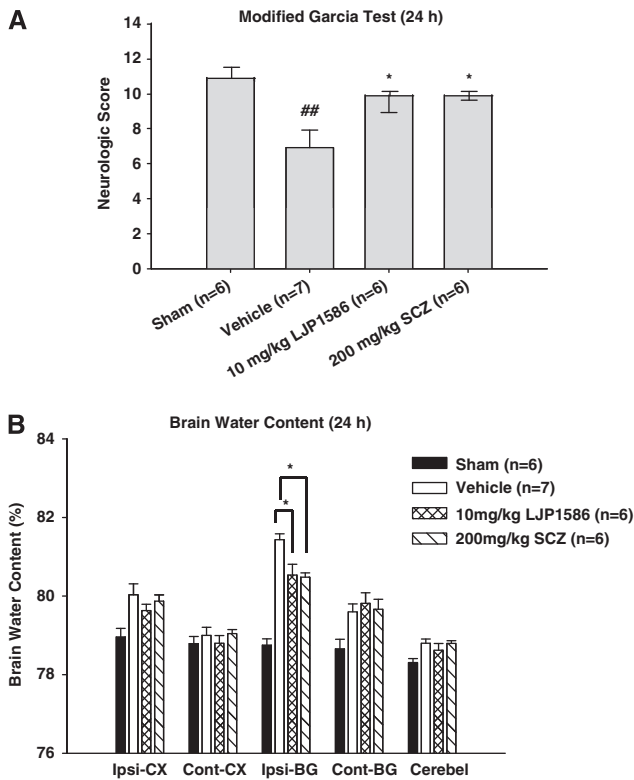 A
Modified Garcia Test (24 h)
14
12
10
8
6
4
2
0
Neurologic Score
##
*
*
Sham (n=6)
Vehicle (n=7)
10 mg/kg LJP1586 (n=6)
200 mg/kg SCZ (n=6)
B
Brain Water Content (24 h)
84
82
80
78
76
Brain Water Content (%)
*
*
Sham (n=6)
Vehicle (n=7)
10mg/kg LJP1586 (n=6)
200mg/kg SCZ (n=6)
Ipsi-CX Cont-CX Ipsi-BG Cont-BG Cerebel